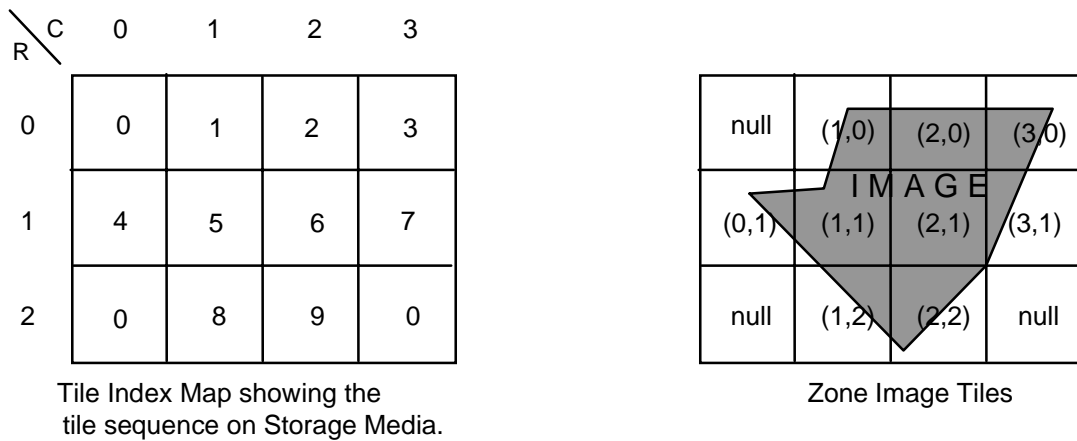 C 0 1 2 3
R
0 0 1 2 3 null (1,0) (2,0) (3,0)
IMAGE
1 4 5 6 7 (0,1) (1,1) (2,1) (3,1)
2 0 8 9 0 null (1,2) (2,2) null
Tile Index Map showing the Zone Image Tiles
tile sequence on Storage Media.